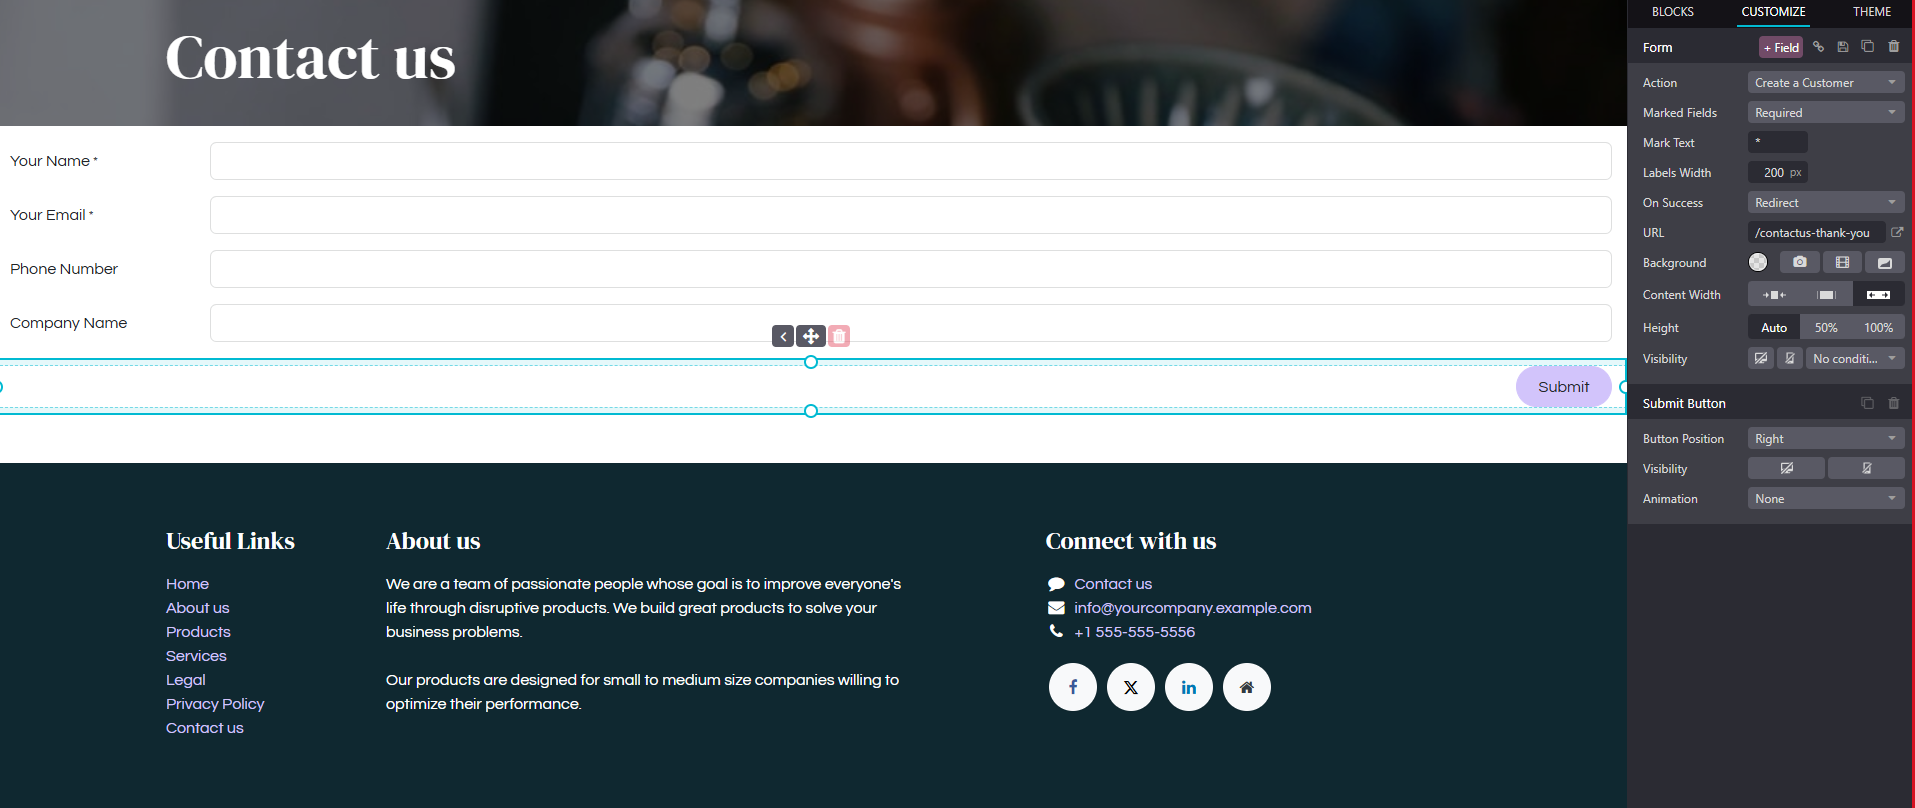 Contact us
Your Name *
Your Email *
Phone Number
Company Name
Submit
Useful Links
Home
About us
Products
Services
Legal
Privacy Policy
Contact us
About us
We are a team of passionate people whose goal is to improve everyone's
life through disruptive products. We build great products to solve your
business problems.
Our products are designed for small to medium size companies willing to
optimize their performance.
Connect with us
Contact us
info@yourcompany.example.com
+1 555-555-5556
BLOCKS CUSTOMIZE THEME
Form + Field
Action Create a Customer
Marked Fields Required
Mark Text *
Labels Width 200 px
On Success Redirect
URL /contactus-thank-you
Background
Content Width
Height Auto 50% 100%
Visibility No conditi...
Submit Button
Button Position Right
Visibility
Animation None